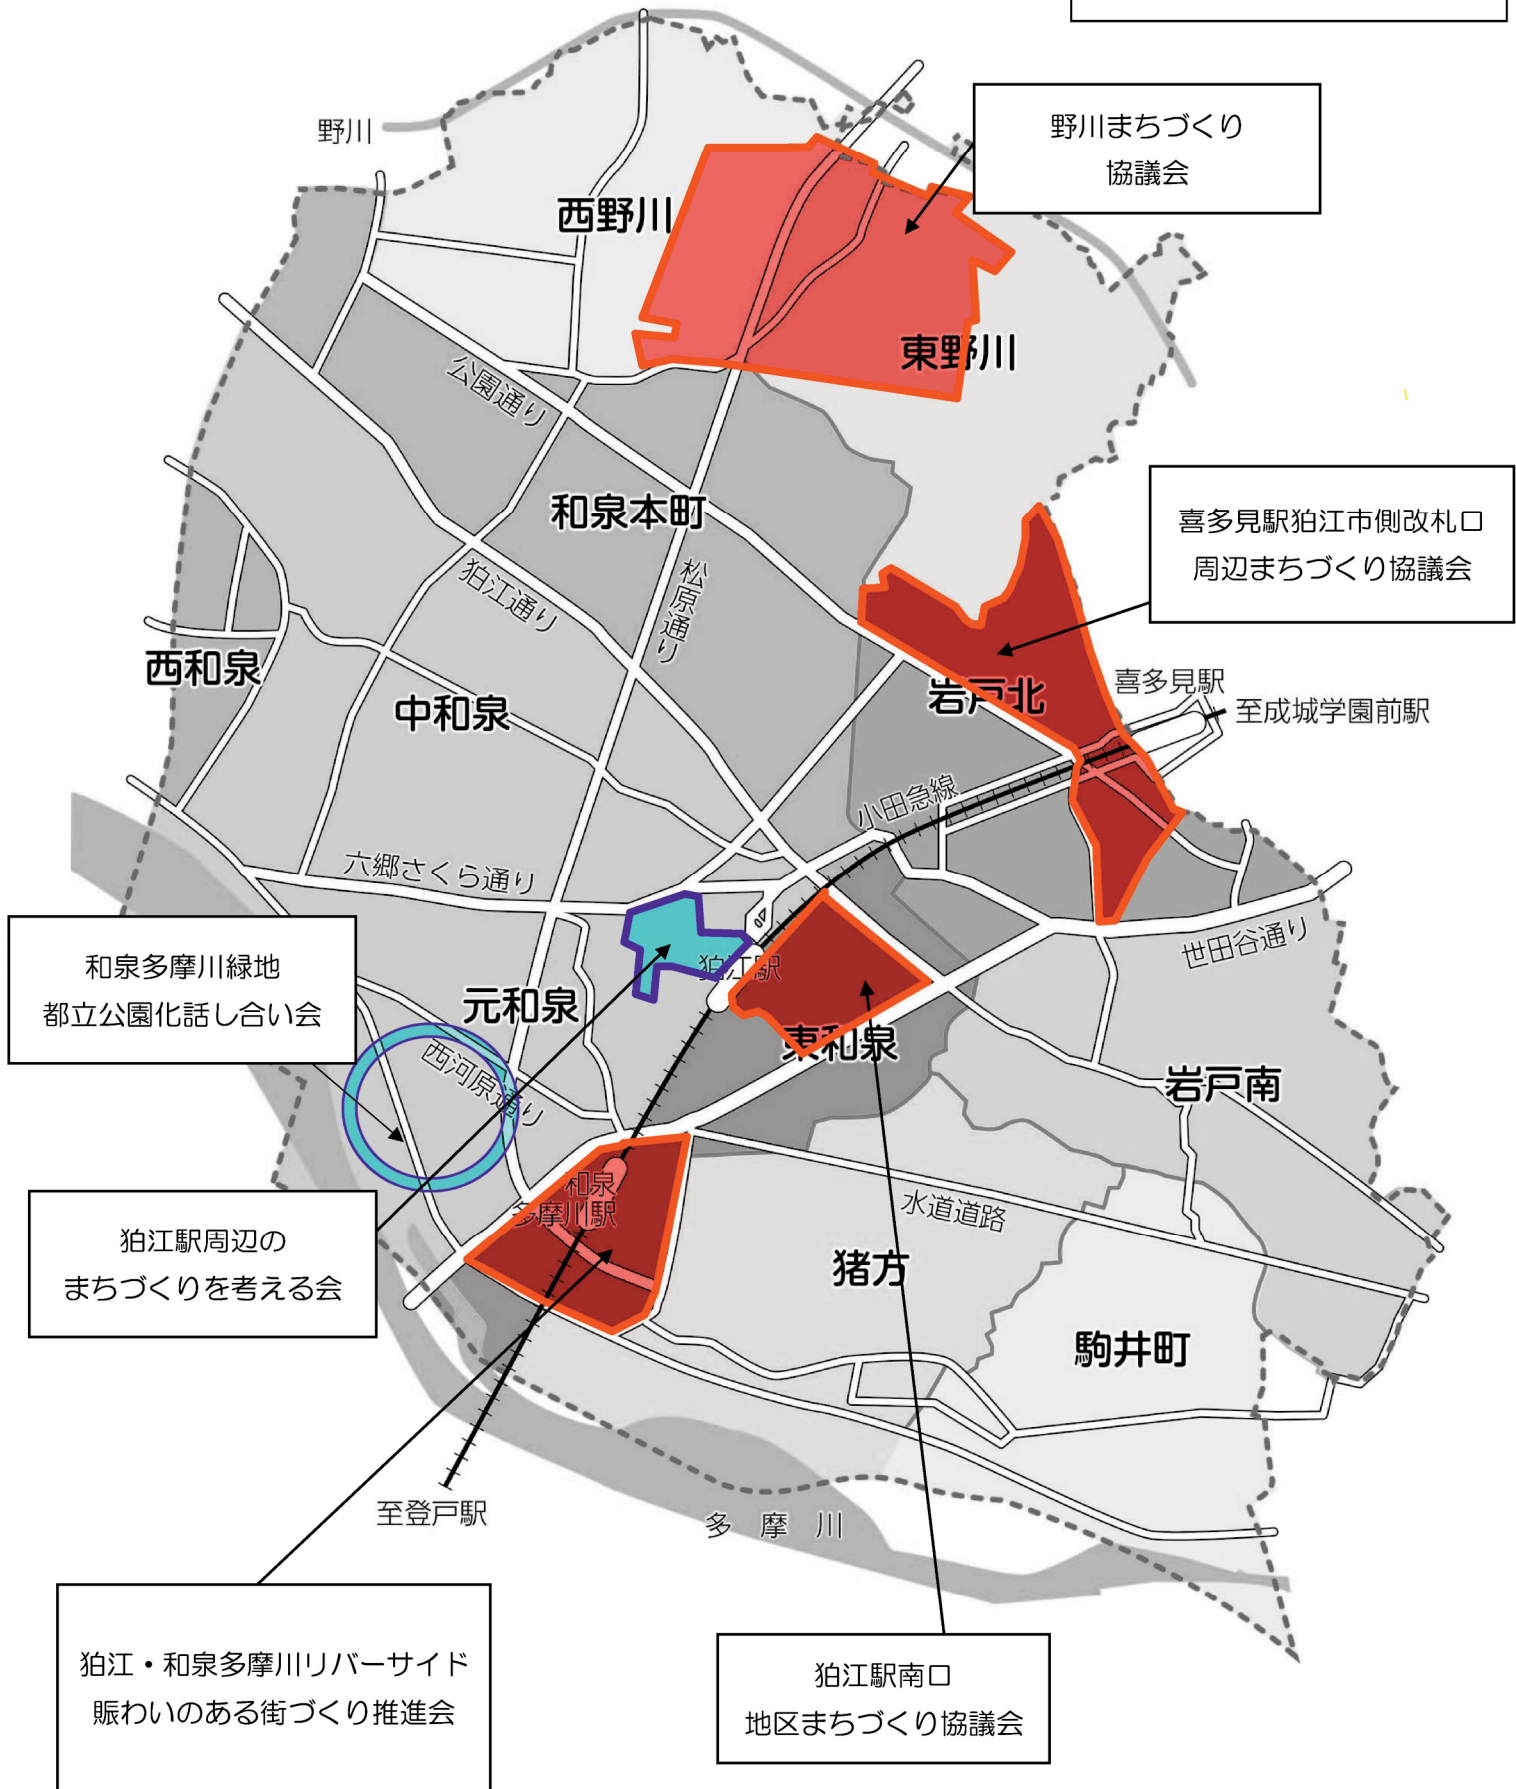 野川
野川まちづくり
協議会
西野川
東野川
公園通り
和泉本町
喜多見駅狛江市側改札口
周辺まちづくり協議会
狛江通り
松原通り
西和泉
中和泉
岩戸北
喜多見駅
至成城学園前駅
小田急線
六郷さくら通り
世田谷通り
和泉多摩川緑地
都立公園化話し合い会
狛江駅
元和泉
東和泉
西河原通り
岩戸南
和泉
多摩川駅
水道道路
狛江駅周辺の
まちづくりを考える会
猪方
駒井町
至登戸駅
多摩川
狛江・和泉多摩川リバーサイド
賑わいのある街づくり推進会
狛江駅南口
地区まちづくり協議会